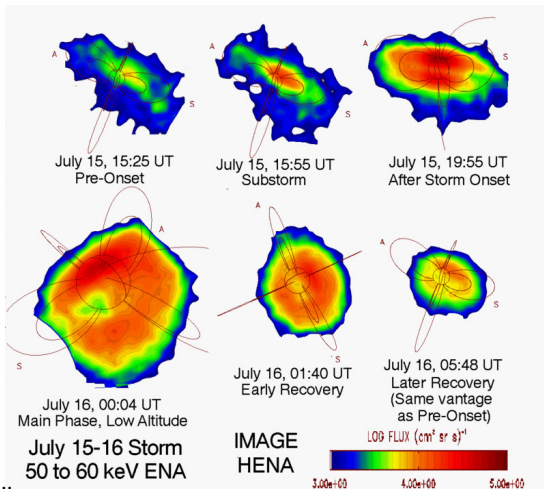 A
S
July 15, 15:25 UT
Pre-Onset
A
S
July 15, 15:55 UT
Substorm
A
S
July 15, 19:55 UT
After Storm Onset
A
S
July 16, 00:04 UT
Main Phase, Low Altitude
A
S
July 16, 01:40 UT
Early Recovery
A
S
July 16, 05:48 UT
Later Recovery
(Same vantage
as Pre-Onset)
July 15-16 Storm
50 to 60 keV ENA
IMAGE
HENA
LOG FLUX (cm² sr s)⁻¹
3.00e+00 4.00e+00 5.00e+00